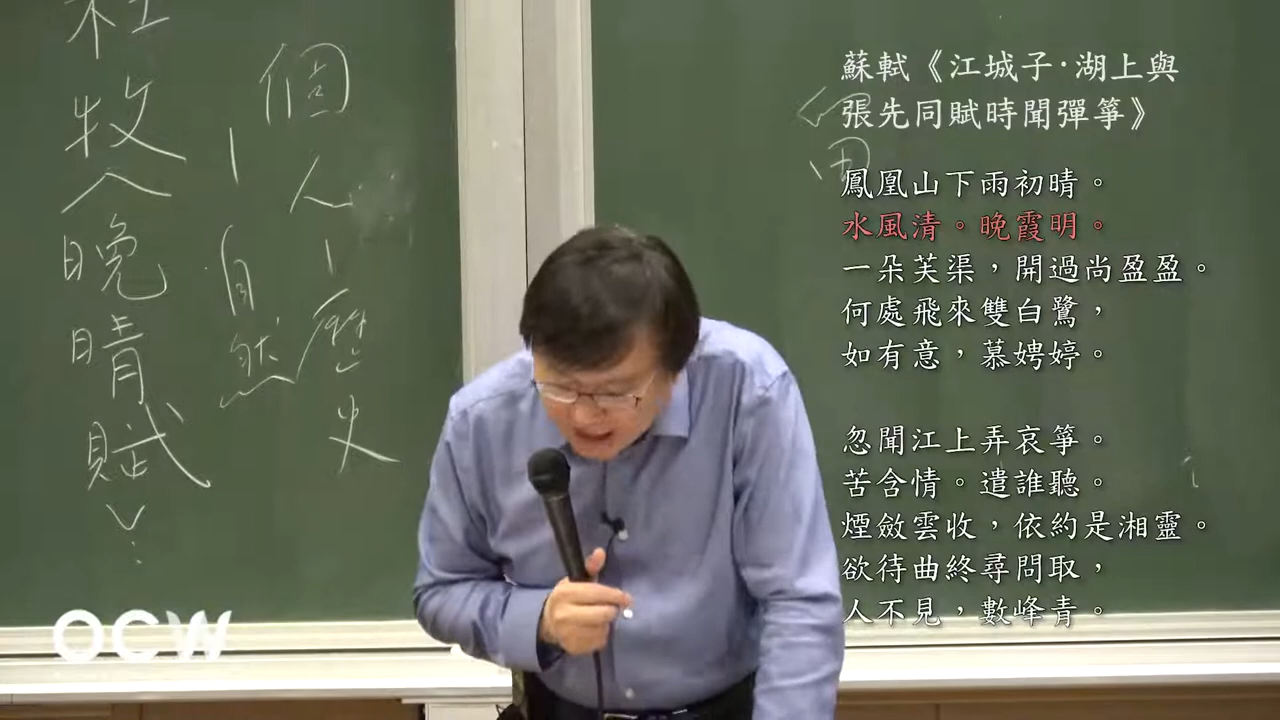 杜
牧
︿
晚
晴
賦
﹀
⋮
個
人
|
歷
史
|
自
然
蘇軾《江城子·湖上與
張先同賦時聞彈箏》
鳳凰山下雨初晴。
水風清。晚霞明。
一朵芙渠,開過尚盈盈。
何處飛來雙白鷺,
如有意,慕娉婷。
忽聞江上弄哀箏。
苦含情。遣誰聽。
煙斂雲收,依約是湘靈。
欲待曲終尋問取,
人不見,數峰青。
OCW